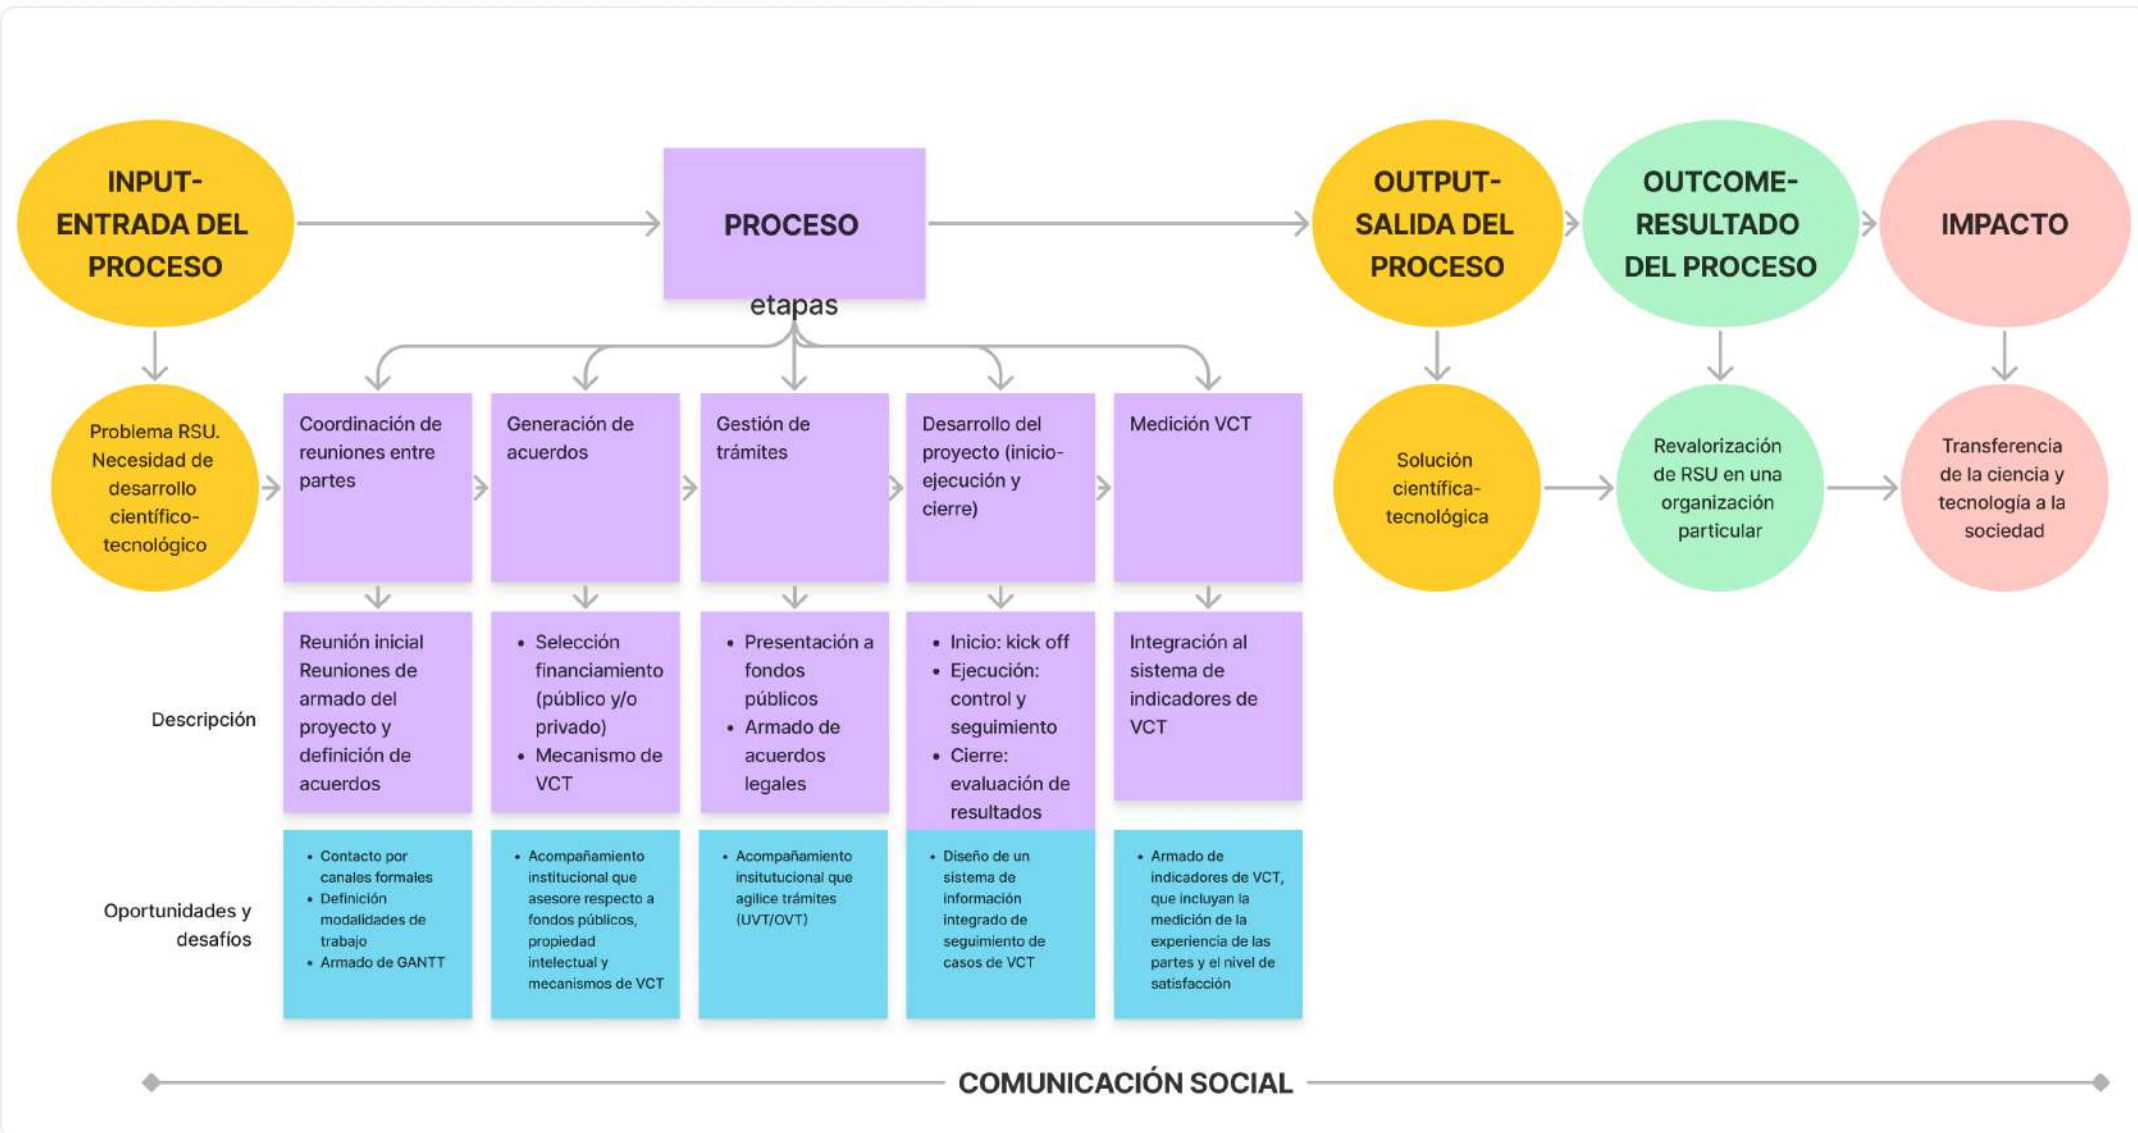 INPUT-
ENTRADA DEL
PROCESO
PROCESO
etapas
OUTPUT-
SALIDA DEL
PROCESO
OUTCOME-
RESULTADO
DEL PROCESO
IMPACTO
Problema RSU.
Necesidad de
desarrollo
científico-
tecnológico
Coordinación de
reuniones entre
partes
Generación de
acuerdos
Gestión de
trámites
Desarrollo del
proyecto (inicio-
ejecución y
cierre)
Medición VCT
Solución
científica-
tecnológica
Revalorización
de RSU en una
organización
particular
Transferencia
de la ciencia y
tecnología a la
sociedad
Descripción
Reunión inicial
Reuniones de
armado del
proyecto y
definición de
acuerdos
• Selección
financiamiento
(público y/o
privado)
• Mecanismo de
VCT
• Presentación a
fondos
públicos
• Armado de
acuerdos
legales
• Inicio: kick off
• Ejecución:
control y
seguimiento
• Cierre:
evaluación de
resultados
Integración al
sistema de
indicadores de
VCT
Oportunidades y
desafíos
• Contacto por
canales formales
• Definición
modalidades de
trabajo
• Armado de GANTT
• Acompañamiento
institucional que
asesore respecto a
fondos públicos,
propiedad
intelectual y
mecanismos de VCT
• Acompañamiento
insitutucional que
agilice trámites
(UVT/OVT)
• Diseño de un
sistema de
información
integrado de
seguimiento de
casos de VCT
• Armado de
indicadores de VCT,
que incluyan la
medición de la
experiencia de las
partes y el nivel de
satisfacción
COMUNICACIÓN SOCIAL